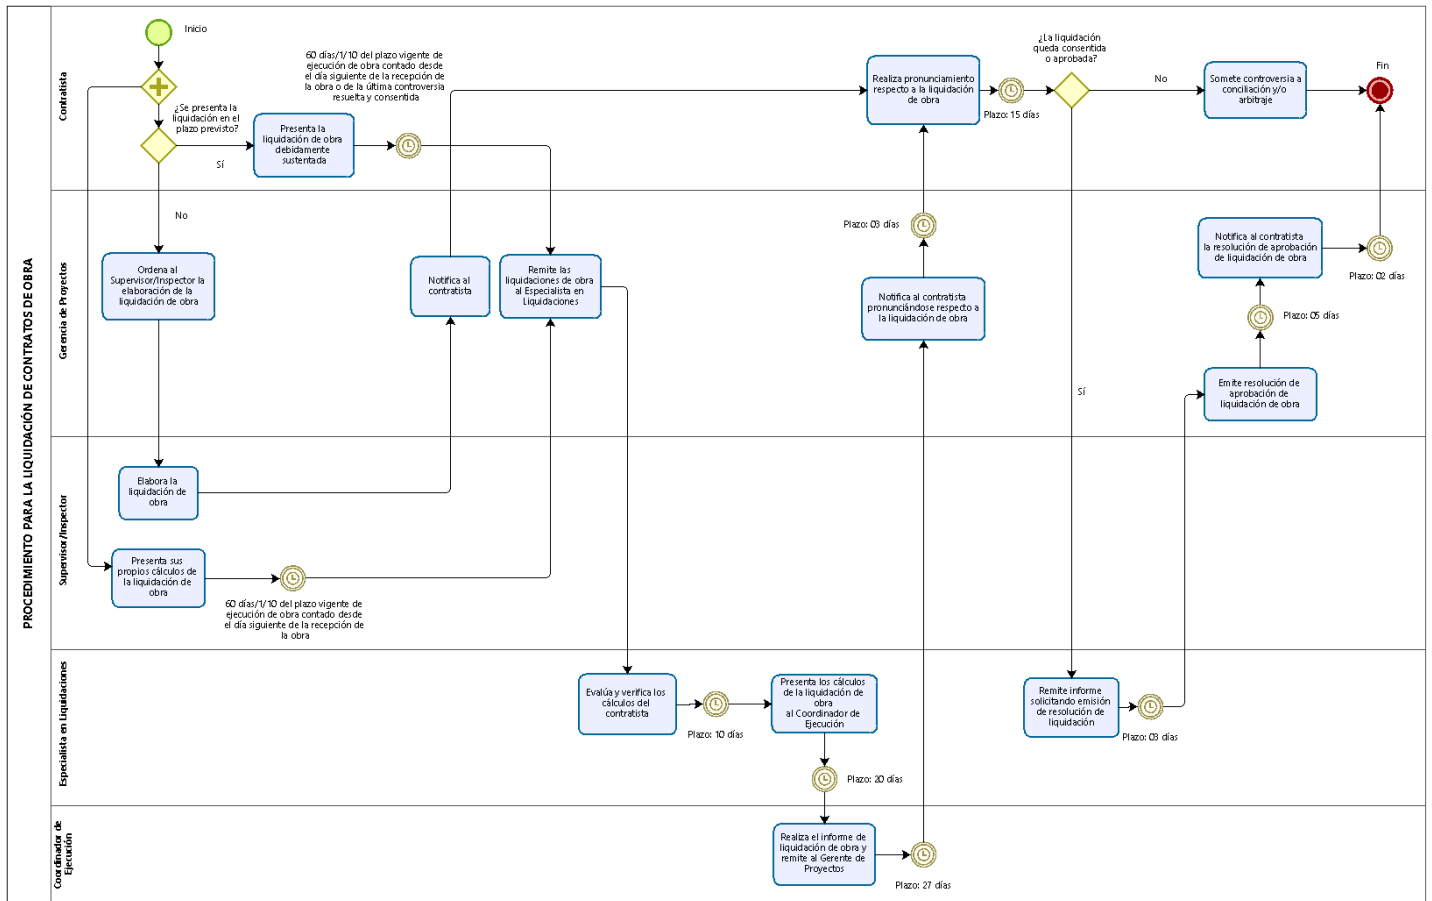 PROCEDIMIENTO PARA LA LIQUIDACIÓN DE CONTRATOS DE OBRA
Contratista
Inicio
¿Se presenta la
liquidación en el
plazo previsto?
Sí
No
Presenta la
liquidación de obra
debidamente
sustentada
60 días/1/10 del plazo vigente de
ejecución de obra contado desde
el día siguiente de la recepción de
la obra o de la última controversia
resuelta y consentida
Realiza pronunciamiento
respecto a la liquidación
de obra
Plazo: 15 días
¿La liquidación
queda consentida
o aprobada?
No
Somete controversia a
conciliación y/o
arbitraje
Fin
Gerencia de Proyectos
Ordena al
Supervisor/Inspector la
elaboración de la
liquidación de obra
Notifica al
contratista
Remite las
liquidaciones de obra
al Especialista en
Liquidaciones
Plazo: 03 días
Notifica al contratista
pronunciándose respecto a
la liquidación de obra
Sí
Notifica al contratista
la resolución de aprobación
de liquidación de obra
Plazo: 02 días
Plazo: 05 días
Emite resolución de
aprobación de
liquidación de obra
Supervisor/Inspector
Elabora la
liquidación de
obra
Presenta sus
propios cálculos de
la liquidación de
obra
60 días/1/10 del plazo vigente de
ejecución de obra contado desde
el día siguiente de la recepción de
la obra
Especialista en Liquidaciones
Evalúa y verifica los
cálculos del
contratista
Plazo: 10 días
Presenta los cálculos
de la liquidación de
obra
al Coordinador de
Ejecución
Plazo: 20 días
Remite informe
solicitando emisión
de resolución de
liquidación
Plazo: 03 días
Coordinador de
Ejecución
Realiza el informe de
liquidación de obra y
remite al Gerente de
Proyectos
Plazo: 27 días